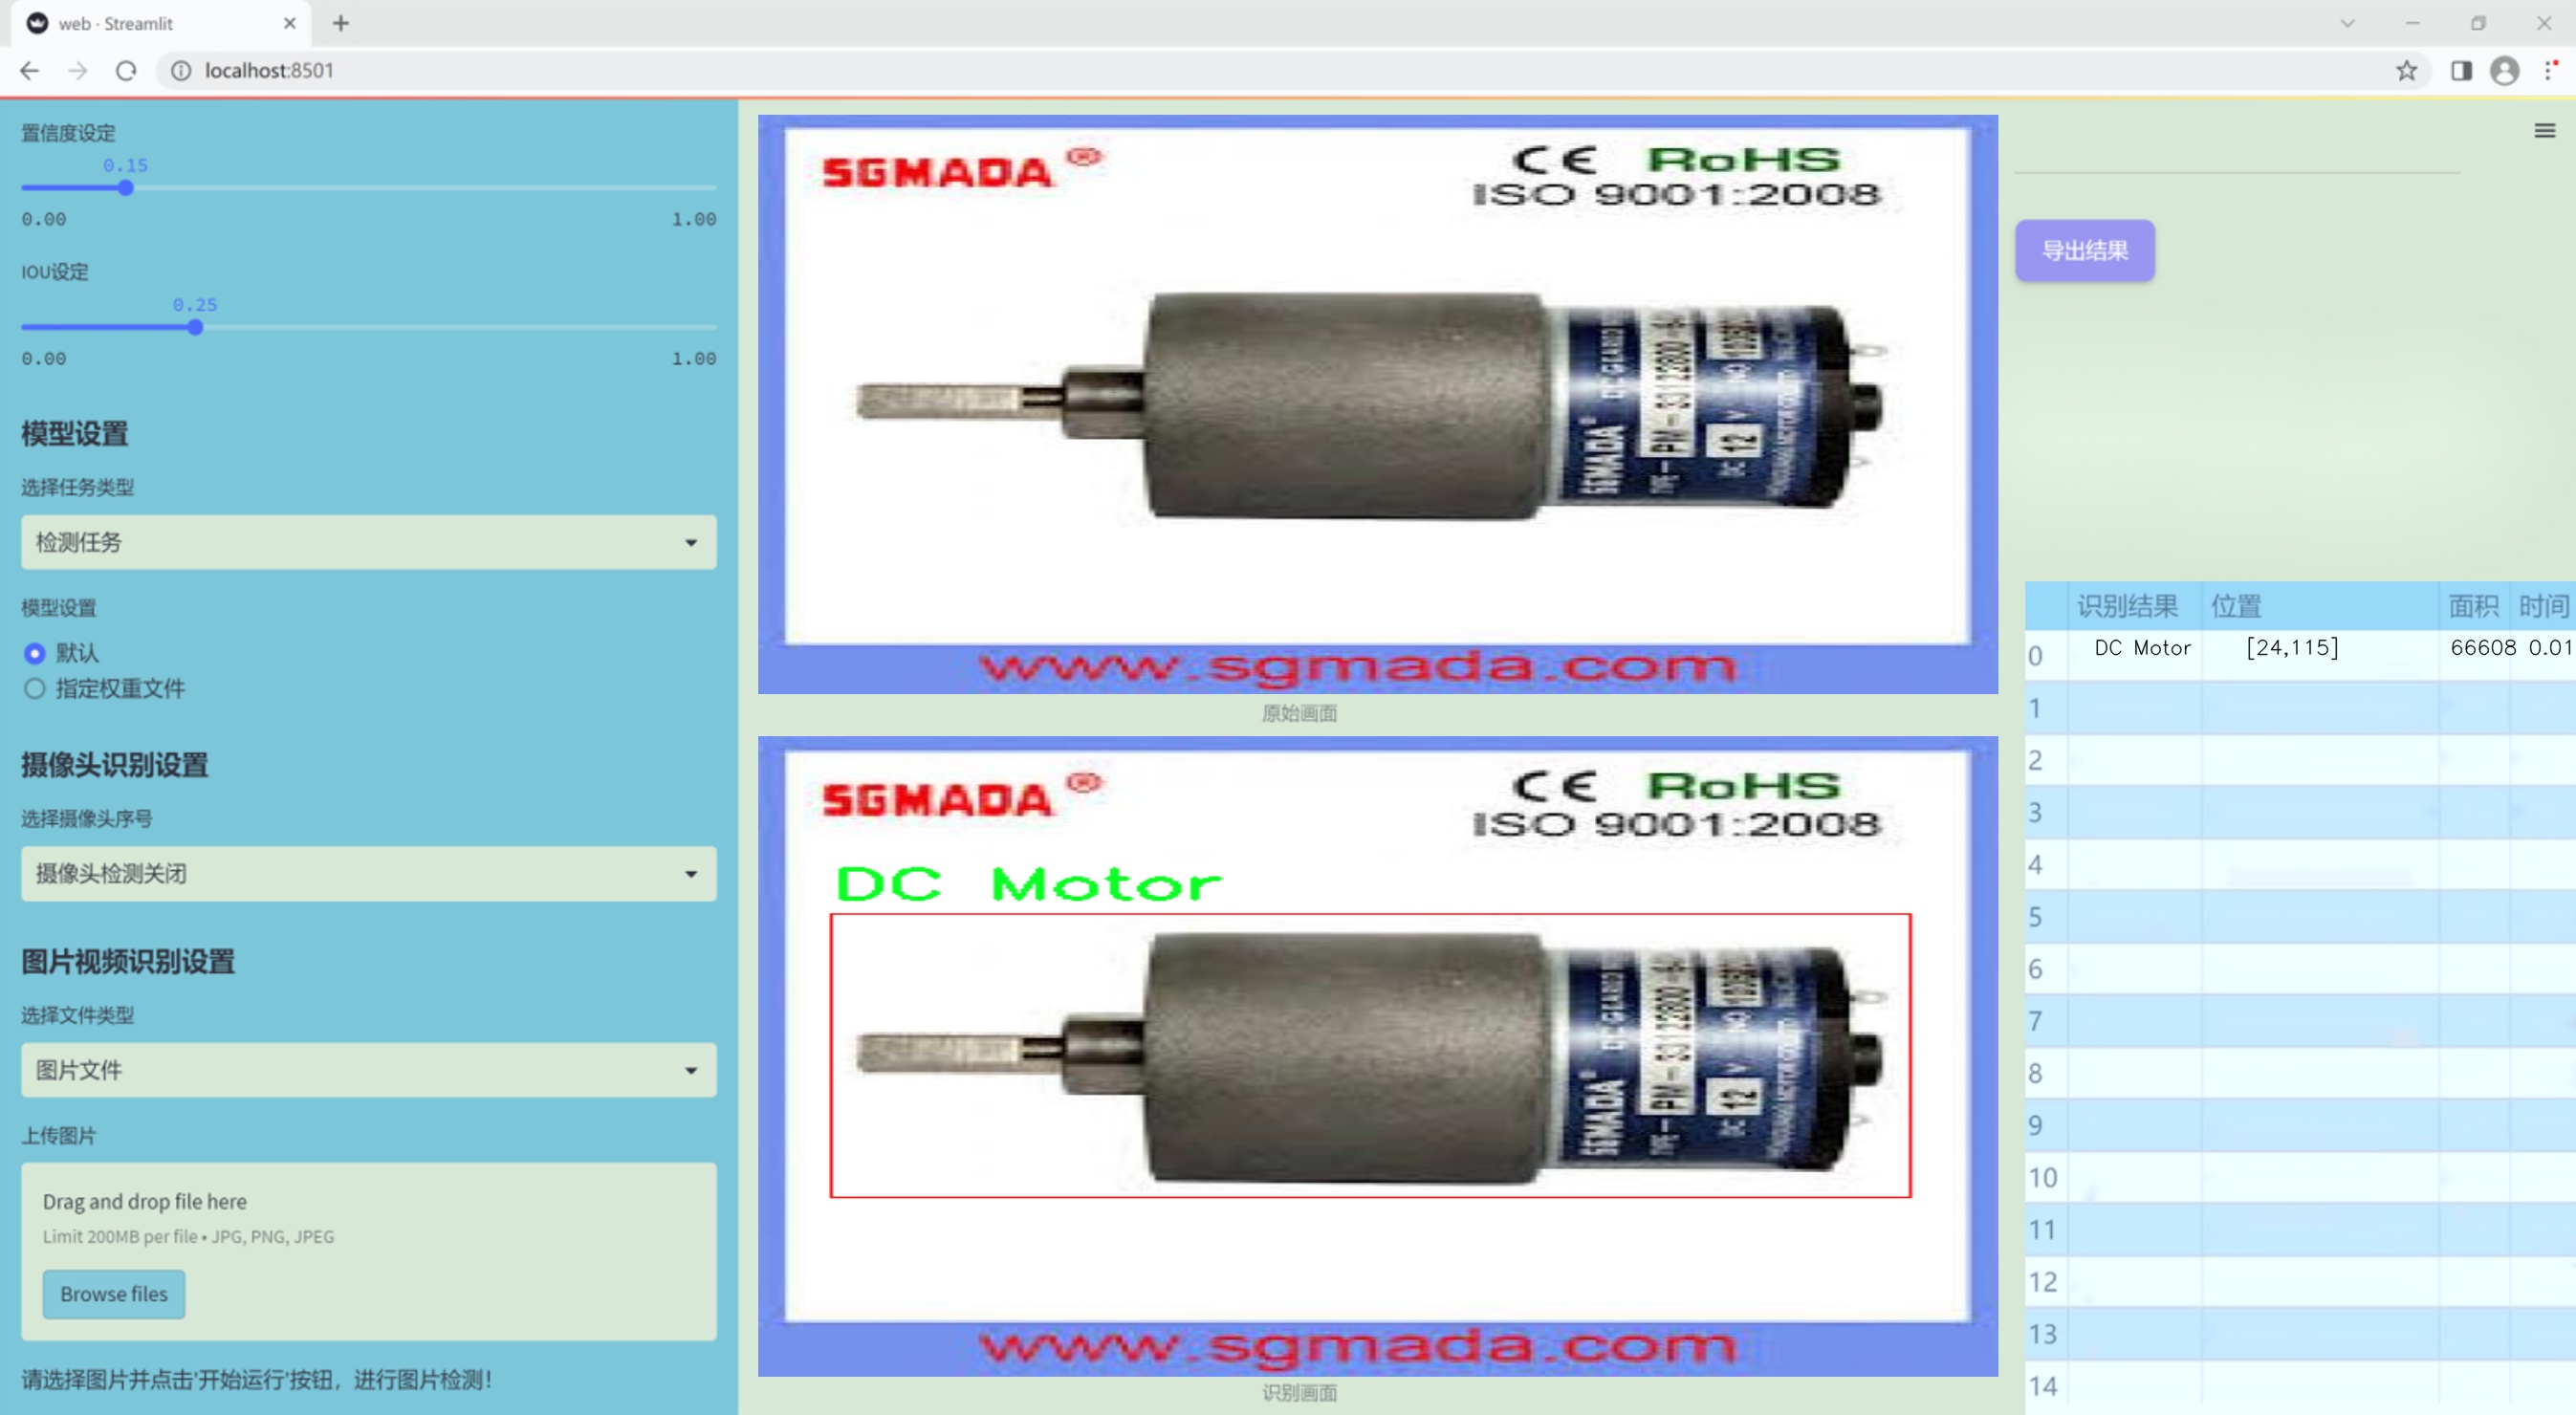 web · Streamlit
localhost:8501
置信度设定
0.15
0.00 1.00
IOU设定
0.25
0.00 1.00
模型设置
选择任务类型
检测任务
模型设置
默认
指定权重文件
摄像头识别设置
选择摄像头序号
摄像头检测关闭
图片视频识别设置
选择文件类型
图片文件
上传图片
Drag and drop file here
Limit 200MB per file • JPG, PNG, JPEG
Browse files
请选择图片并点击'开始运行'按钮，进行图片检测！
SGMADA ®
CE RoHS
ISO 9001:2008
SGMADA®
DC 12 V
www.sgmada.com
原始画面
SGMADA ®
CE RoHS
ISO 9001:2008
DC Motor
SGMADA®
DC 12 V
www.sgmada.com
识别画面
导出结果
识别结果 位置 面积 时间
0 DC Motor [24,115] 66608 0.01
1
2
3
4
5
6
7
8
9
10
11
12
13
14